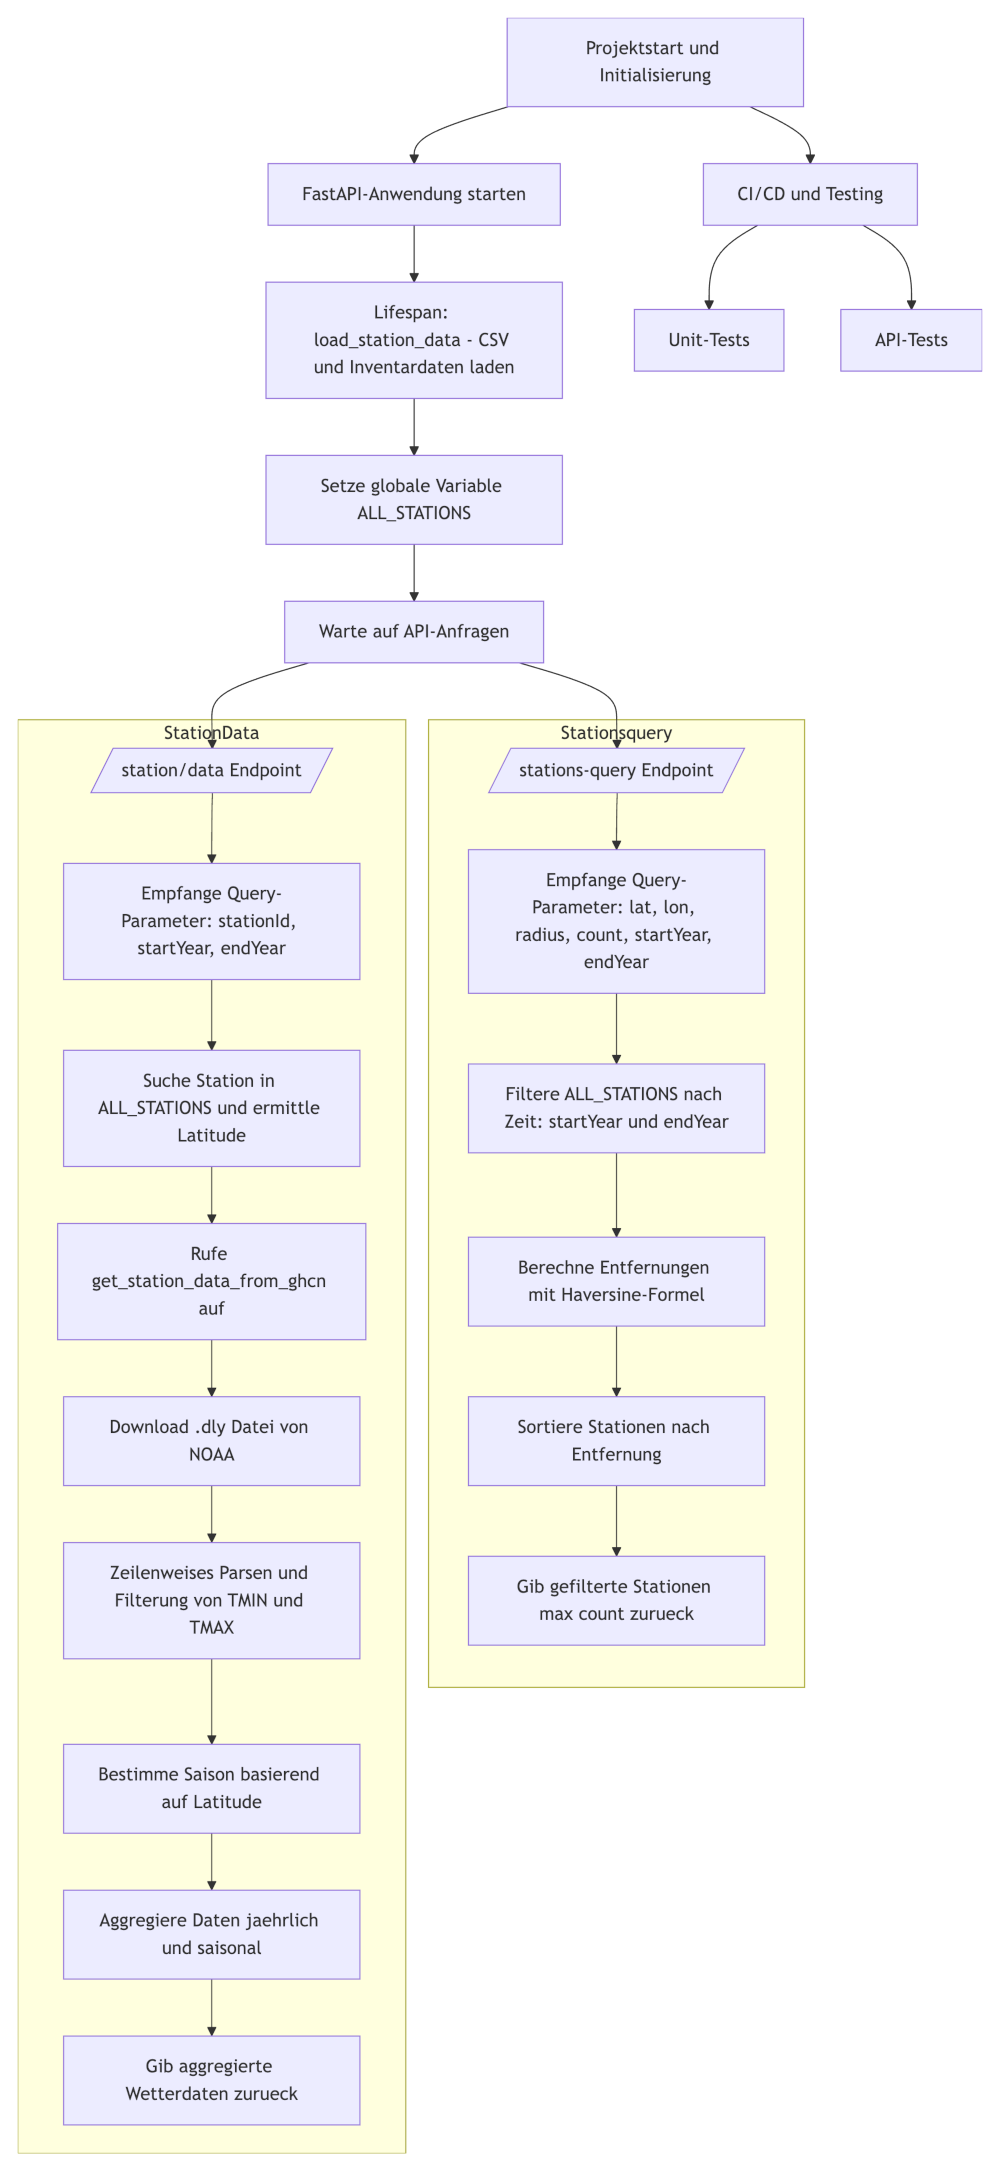 Projektstart und
Initialisierung
FastAPI-Anwendung starten
CI/CD und Testing
Lifespan:
load_station_data - CSV
und Inventardaten laden
Unit-Tests
API-Tests
Setze globale Variable
ALL_STATIONS
Warte auf API-Anfragen
StationData
station/data Endpoint
Empfange Query-
Parameter: stationId,
startYear, endYear
Suche Station in
ALL_STATIONS und ermittle
Latitude
Rufe
get_station_data_from_ghcn
auf
Download .dly Datei von
NOAA
Zeilenweises Parsen und
Filterung von TMIN und
TMAX
Bestimme Saison basierend
auf Latitude
Aggregiere Daten jaehrlich
und saisonal
Gib aggregierte
Wetterdaten zurueck
Stationsquery
stations-query Endpoint
Empfange Query-
Parameter: lat, lon,
radius, count, startYear,
endYear
Filtere ALL_STATIONS nach
Zeit: startYear und endYear
Berechne Entfernungen
mit Haversine-Formel
Sortiere Stationen nach
Entfernung
Gib gefilterte Stationen
max count zurueck